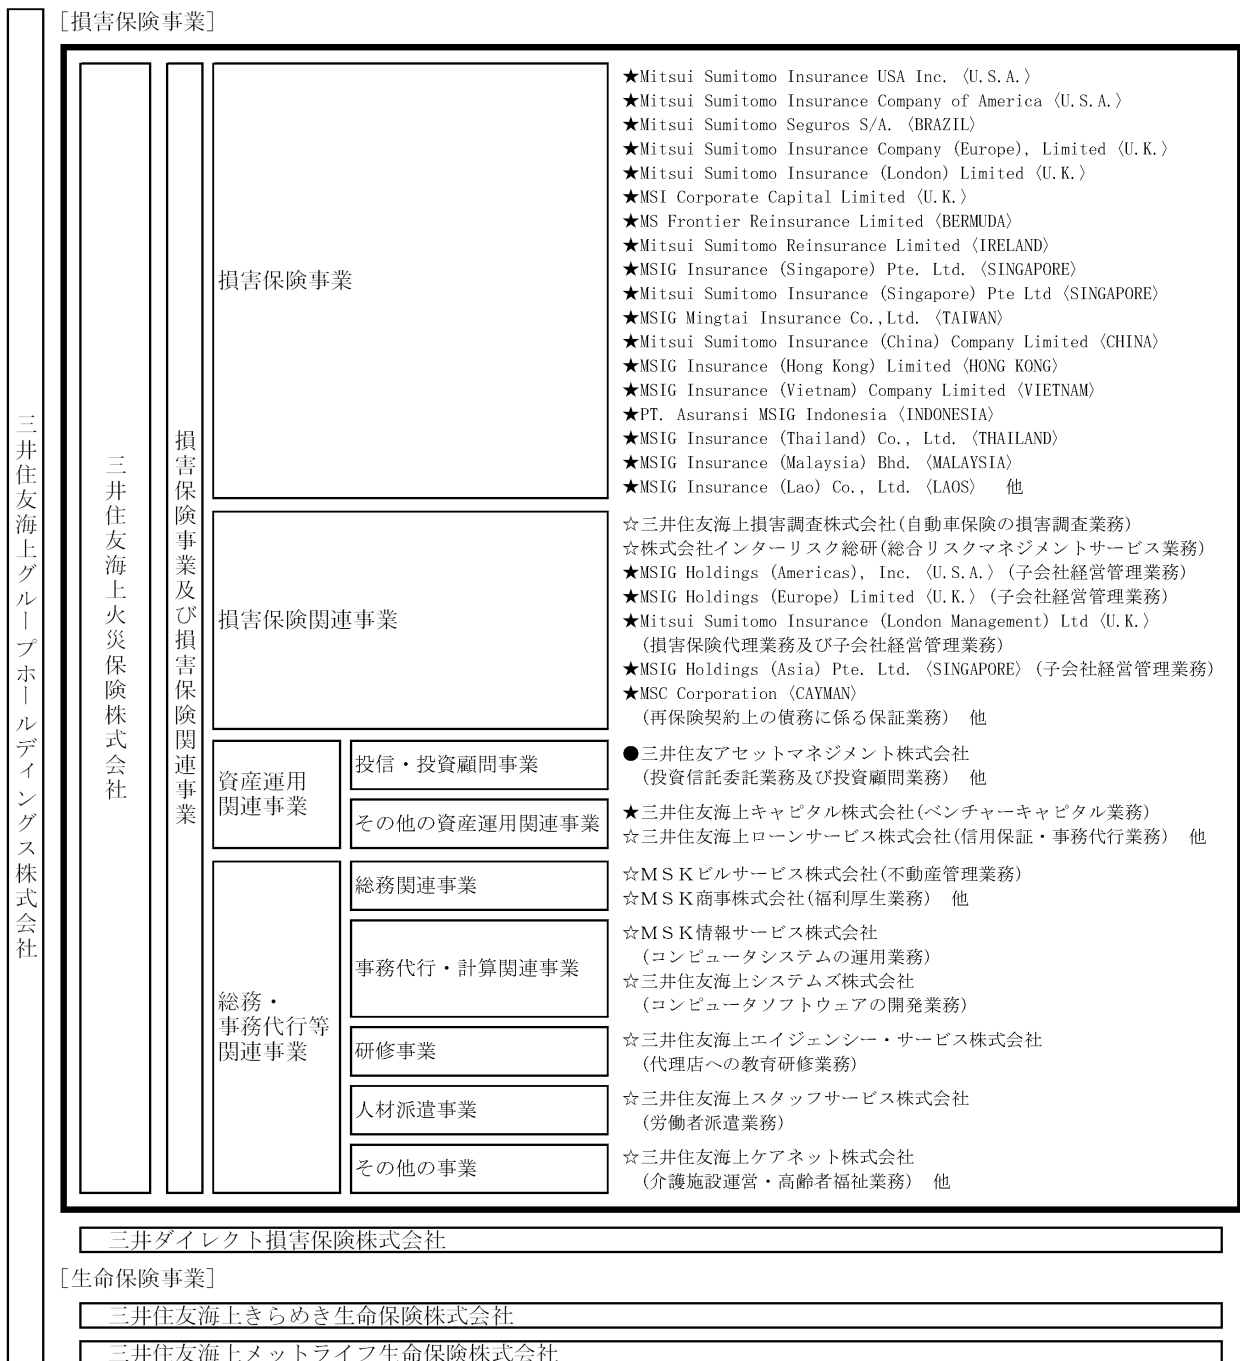 [損害保険事業]
三井住友海上グループホールディングス株式会社
三井住友海上火災保険株式会社
損害保険事業及び損害保険関連事業
損害保険事業
★Mitsui Sumitomo Insurance USA Inc. 〈U.S.A.〉
★Mitsui Sumitomo Insurance Company of America 〈U.S.A.〉
★Mitsui Sumitomo Seguros S/A. 〈BRAZIL〉
★Mitsui Sumitomo Insurance Company (Europe), Limited 〈U.K.〉
★Mitsui Sumitomo Insurance (London) Limited 〈U.K.〉
★MSI Corporate Capital Limited 〈U.K.〉
★MS Frontier Reinsurance Limited 〈BERMUDA〉
★Mitsui Sumitomo Reinsurance Limited 〈IRELAND〉
★MSIG Insurance (Singapore) Pte. Ltd. 〈SINGAPORE〉
★Mitsui Sumitomo Insurance (Singapore) Pte Ltd 〈SINGAPORE〉
★MSIG Mingtai Insurance Co.,Ltd. 〈TAIWAN〉
★Mitsui Sumitomo Insurance (China) Company Limited 〈CHINA〉
★MSIG Insurance (Hong Kong) Limited 〈HONG KONG〉
★MSIG Insurance (Vietnam) Company Limited 〈VIETNAM〉
★PT. Asuransi MSIG Indonesia 〈INDONESIA〉
★MSIG Insurance (Thailand) Co., Ltd. 〈THAILAND〉
★MSIG Insurance (Malaysia) Bhd. 〈MALAYSIA〉
★MSIG Insurance (Lao) Co., Ltd. 〈LAOS〉 他
損害保険関連事業
☆三井住友海上損害調査株式会社(自動車保険の損害調査業務)
☆株式会社インターリスク総研(総合リスクマネジメントサービス業務)
★MSIG Holdings (Americas), Inc. 〈U.S.A.〉(子会社経営管理業務)
★MSIG Holdings (Europe) Limited 〈U.K.〉(子会社経営管理業務)
★Mitsui Sumitomo Insurance (London Management) Ltd 〈U.K.〉
(損害保険代理業務及び子会社経営管理業務)
★MSIG Holdings (Asia) Pte. Ltd. 〈SINGAPORE〉(子会社経営管理業務)
★MSC Corporation 〈CAYMAN〉
(再保険契約上の債務に係る保証業務) 他
資産運用
関連事業
投信・投資顧問事業
●三井住友アセットマネジメント株式会社
(投資信託委託業務及び投資顧問業務) 他
その他の資産運用関連事業
★三井住友海上キャピタル株式会社(ベンチャーキャピタル業務)
☆三井住友海上ローンサービス株式会社(信用保証・事務代行業務) 他
総務・
事務代行等
関連事業
総務関連事業
☆ＭＳＫビルサービス株式会社(不動産管理業務)
☆ＭＳＫ商事株式会社(福利厚生業務) 他
事務代行・計算関連事業
☆ＭＳＫ情報サービス株式会社
(コンピュータシステムの運用業務)
☆三井住友海上システムズ株式会社
(コンピュータソフトウェアの開発業務)
研修事業
☆三井住友海上エイジェンシー・サービス株式会社
(代理店への教育研修業務)
人材派遣事業
☆三井住友海上スタッフサービス株式会社
(労働者派遣業務)
その他の事業
☆三井住友海上ケアネット株式会社
(介護施設運営・高齢者福祉業務) 他
三井ダイレクト損害保険株式会社
[生命保険事業]
三井住友海上きらめき生命保険株式会社
三井住友海上メットライフ生命保険株式会社